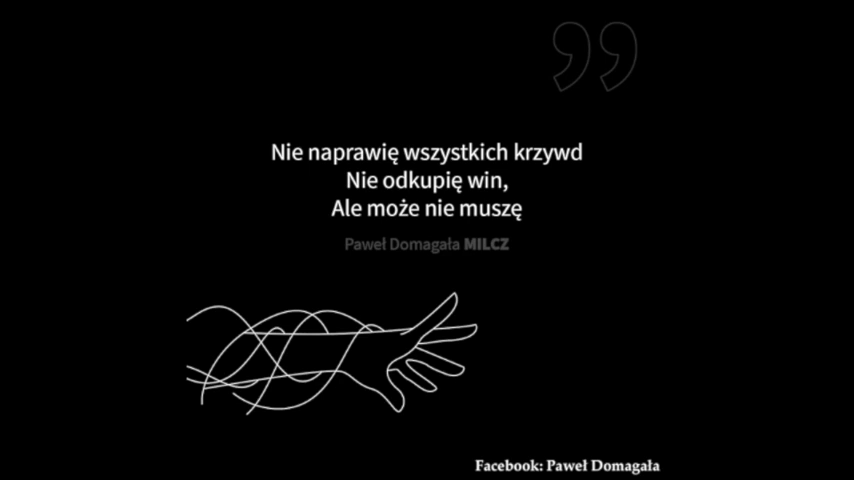 ”
Nie naprawię wszystkich krzywd
Nie odkupię win,
Ale może nie muszę
Paweł Domagała MILCZ
Facebook: Paweł Domagała